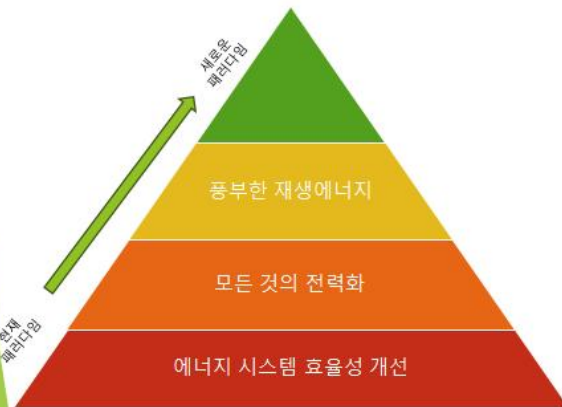 새로운
패러다임
풍부한 재생에너지
모든 것의 전력화
현재
패러다임
에너지 시스템 효율성 개선